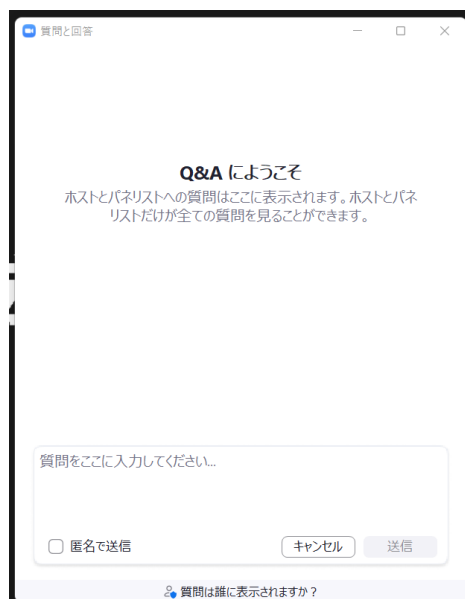 質問と回答
Q&A にようこそ
ホストとパネリストへの質問はここに表示されます。ホストとパネ
リストだけが全ての質問を見ることができます。
質問をここに入力してください...
匿名で送信
キャンセル
送信
質問は誰に表示されますか？